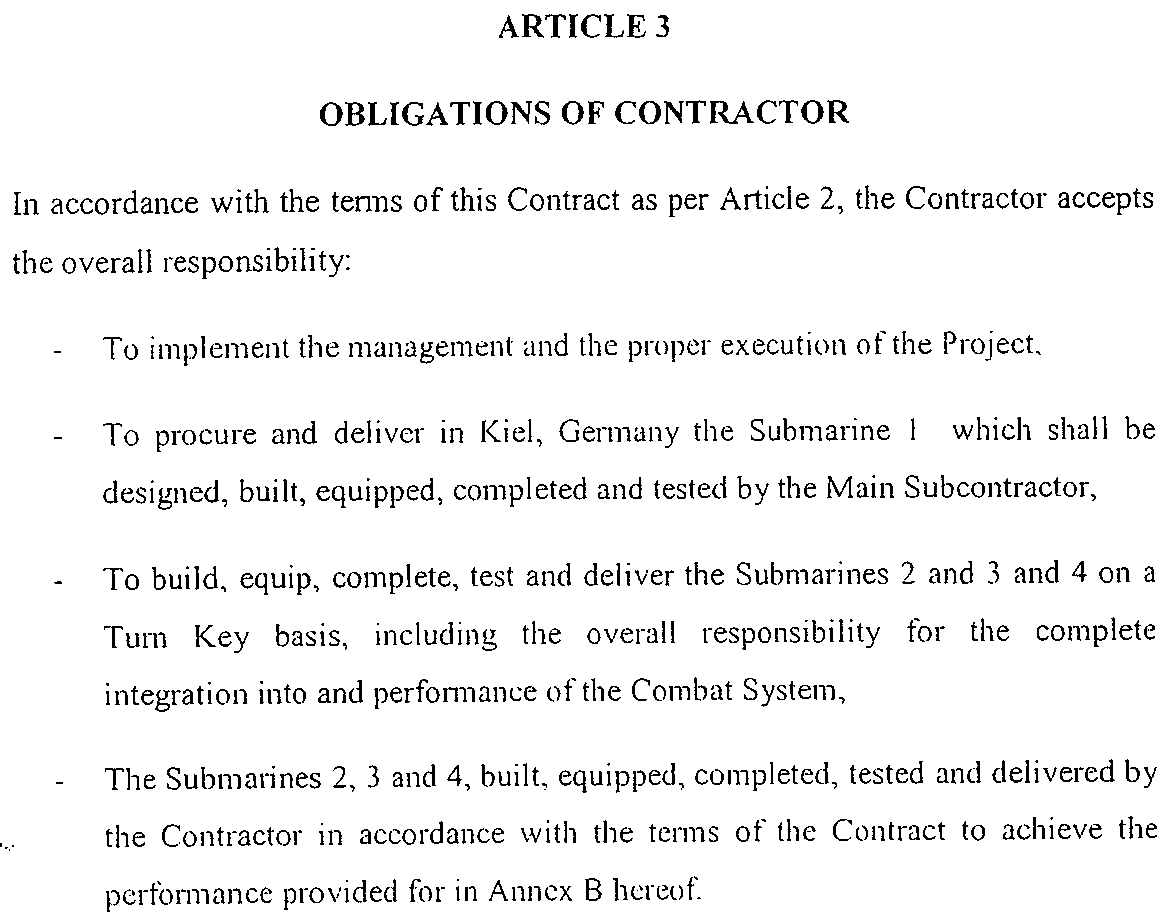 ARTICLE 3
OBLIGATIONS OF CONTRACTOR
In accordance with the terms of this Contract as per Article 2, the Contractor accepts
the overall responsibility:
- To implement the management and the proper execution of the Project.
- To procure and deliver in Kiel, Germany the Submarine 1 which shall be
designed, built, equipped, completed and tested by the Main Subcontractor,
- To build, equip, complete, test and deliver the Submarines 2 and 3 and 4 on a
Turn Key basis, including the overall responsibility for the complete
integration into and performance of the Combat System,
- The Submarines 2, 3 and 4, built, equipped, completed, tested and delivered by
the Contractor in accordance with the terms of the Contract to achieve the
performance provided for in Annex B hereof.